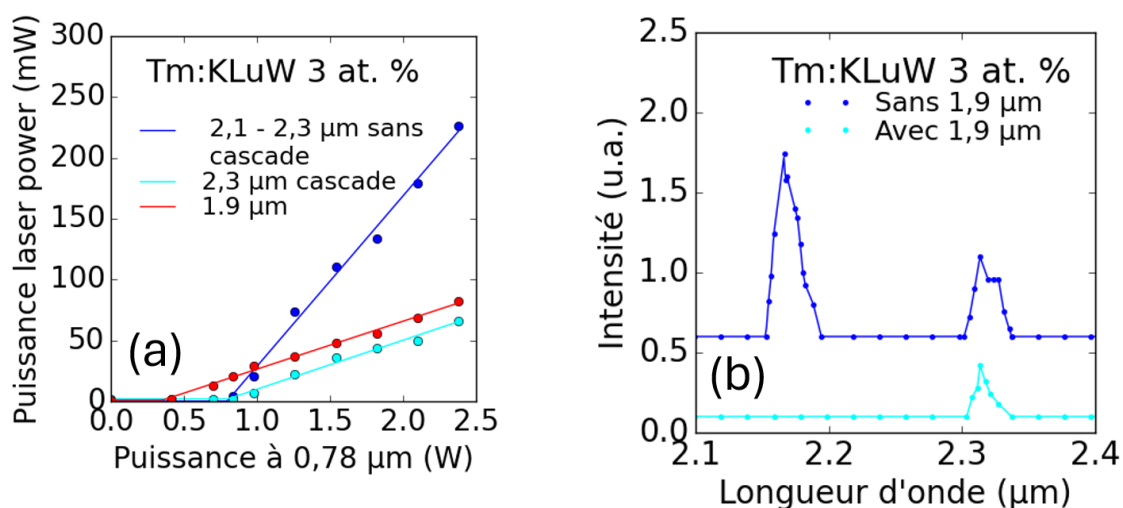 Puissance laser power (mW)
300
250
200
150
100
50
0
Tm:KLuW 3 at. %
2,1 - 2,3 µm sans
cascade
2,3 µm cascade
1.9 µm
(a)
0.0 0.5 1.0 1.5 2.0 2.5
Puissance à 0,78 µm (W)
Intensité (u.a.)
2.5
2.0
1.5
1.0
0.5
0.0
Tm:KLuW 3 at. %
Sans 1,9 µm
Avec 1,9 µm
(b)
2.1 2.2 2.3 2.4
Longueur d'onde (µm)